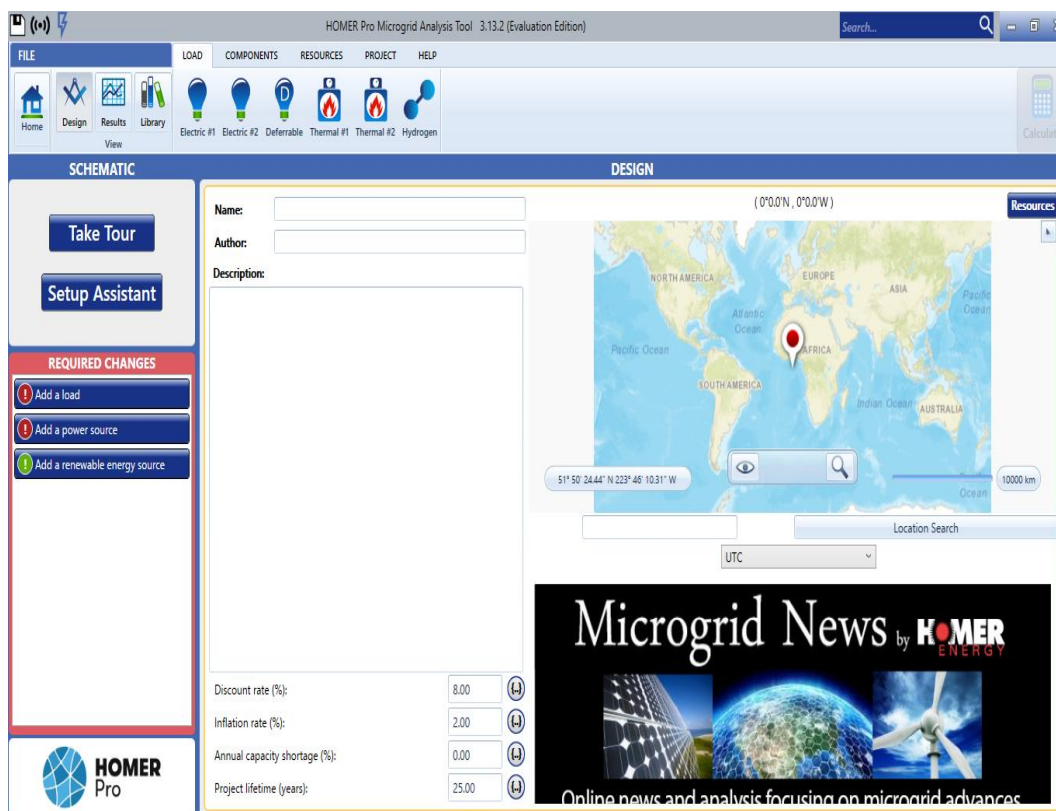 HOMER Pro Microgrid Analysis Tool 3.13.2 (Evaluation Edition)
Search...
FILE
LOAD COMPONENTS RESOURCES PROJECT HELP
Home
Design
Results
Library
View
Electric #1
Electric #2
Deferrable
D
Thermal #1
Thermal #2
Hydrogen
SCHEMATIC
DESIGN
Take Tour
Setup Assistant
REQUIRED CHANGES
Add a load
Add a power source
Add a renewable energy source
HOMER
Pro
Name:
Author:
Description:
Discount rate (%): 8.00 {..}
Inflation rate (%): 2.00 {..}
Annual capacity shortage (%): 0.00 {..}
Project lifetime (years): 25.00 {..}
( 0°0.0'N , 0°0.0'W )
Resources
NORTH AMERICA
EUROPE
ASIA
Pacific
Ocean
Atlantic
Ocean
Pacific Ocean
AFRICA
SOUTH AMERICA
Indian Ocean
AUSTRALIA
51° 50' 24.44" N 223° 46' 10.31" W
10000 km
Ocean
Location Search
UTC
Microgrid News by HOMER
ENERGY
Online news and analysis focusing on microgrid advances